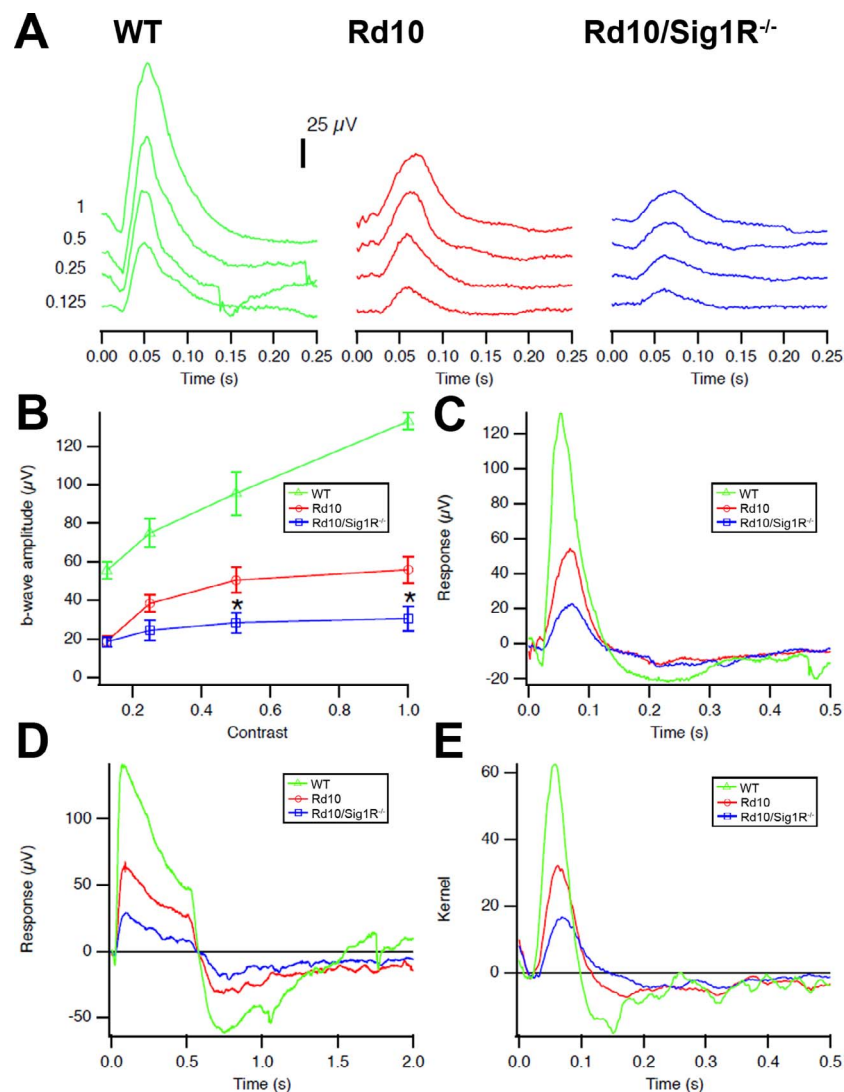 A WT Rd10 Rd10/Sig1R-/-
25 µV
1
0.5
0.25
0.125
0.00 0.05 0.10 0.15 0.20 0.25
Time (s)
0.00 0.05 0.10 0.15 0.20 0.25
Time (s)
0.00 0.05 0.10 0.15 0.20 0.25
Time (s)
B
b-wave amplitude (µV)
120
100
80
60
40
20
0
WT
Rd10
Rd10/Sig1R-/-
*
*
0.2 0.4 0.6 0.8 1.0
Contrast
C
Response (µV)
120
100
80
60
40
20
0
-20
WT
Rd10
Rd10/Sig1R-/-
0.0 0.1 0.2 0.3 0.4 0.5
Time (s)
D
Response (µV)
100
50
0
-50
WT
Rd10
Rd10/Sig1R-/-
0.0 0.5 1.0 1.5 2.0
Time (s)
E
Kernel
60
40
20
0
WT
Rd10
Rd10/Sig1R-/-
0.0 0.1 0.2 0.3 0.4 0.5
Time (s)